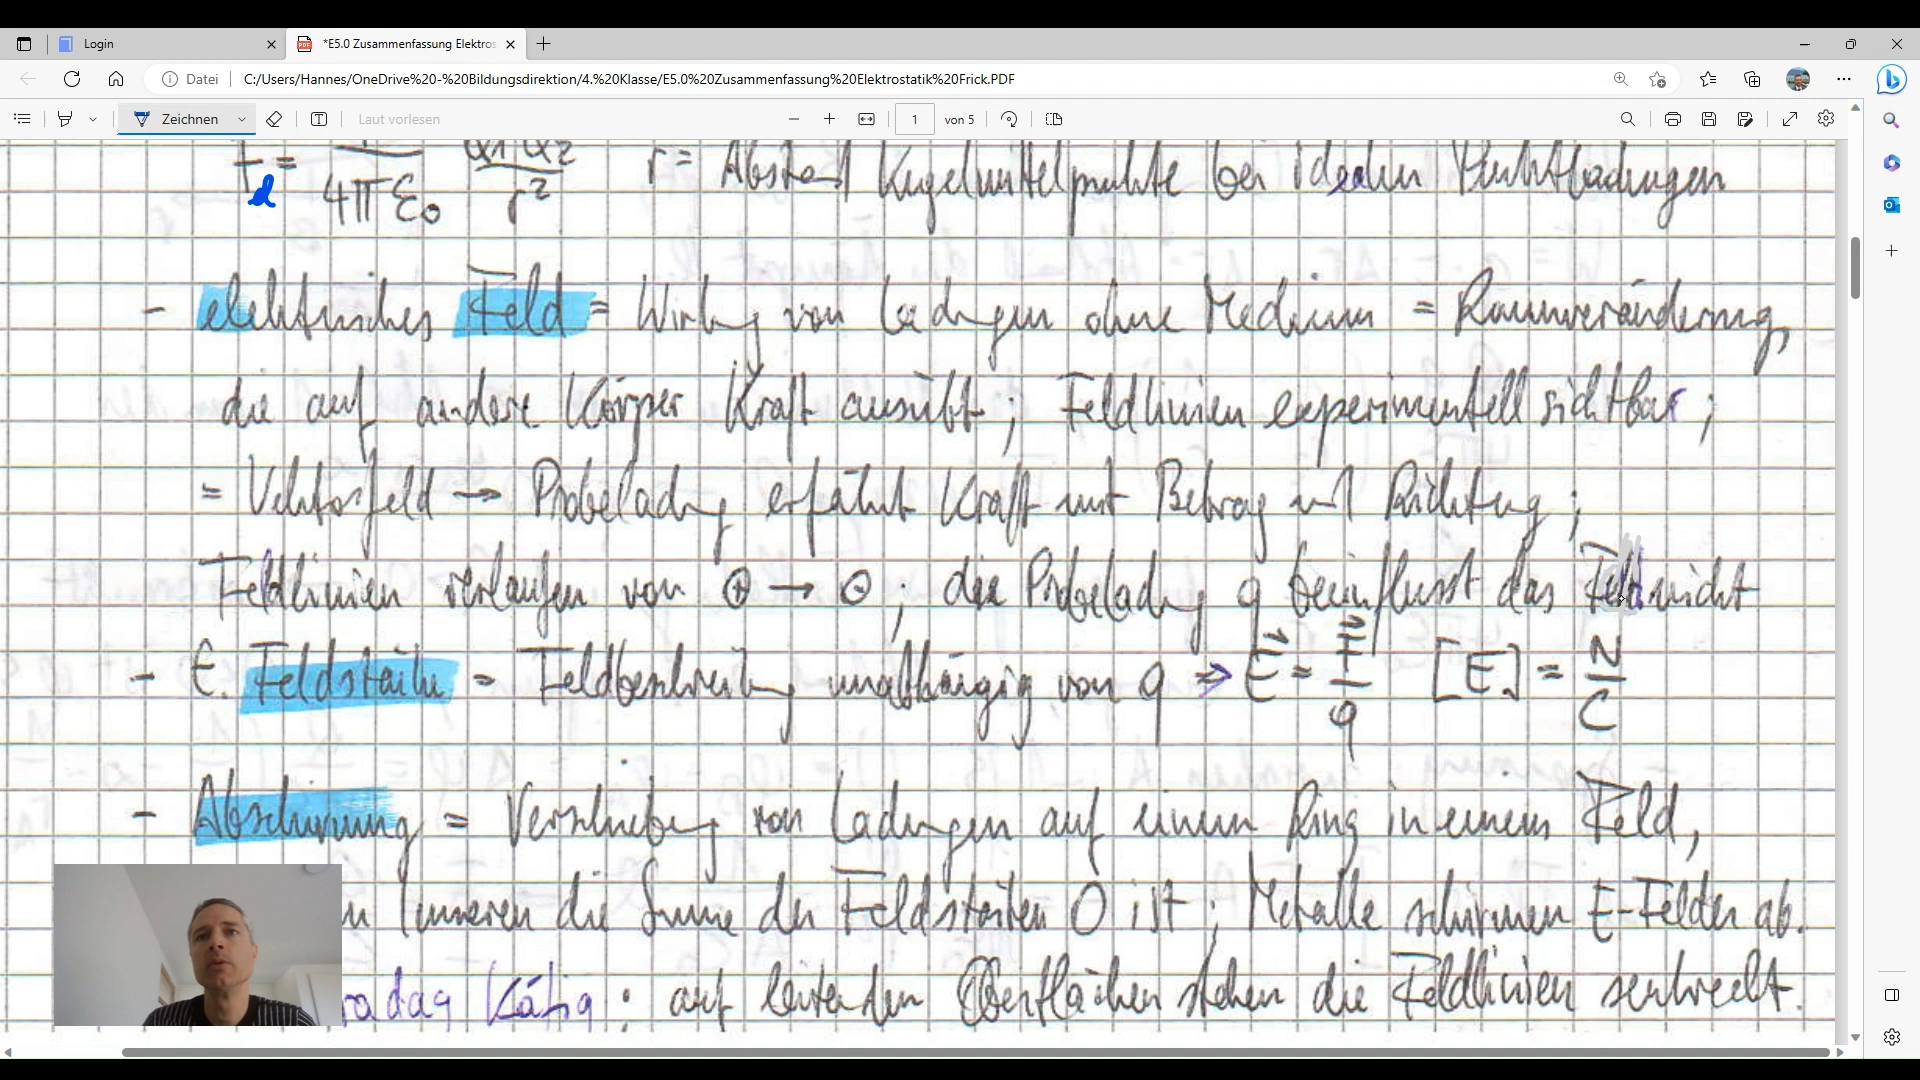 Login
*E5.0 Zusammenfassung Elektros
Datei
C:/Users/Hannes/OneDrive%20-%20Bildungsdirektion/4.%20Klasse/E5.0%20Zusammenfassung%20Elektrostatik%20Frick.PDF
Zeichnen
Laut vorlesen
1 von 5
F = 1/(4πε₀) Q1Q2/r² r = Abstand Kugelmittelpunkte bei idealen Punktladungen
d
- elektrisches Feld = Wirkung von Ladungen ohne Medium = Raumveränderung,
die auf andere Körper Kraft ausübt; Feldlinien experimentell sichtbar;
= Vektorfeld → Probeladung erfährt Kraft mit Betrag und Richtung;
Feldlinien verlaufen von ⊕ → ⊖; die Probeladung q beeinflusst das Feld nicht
- E. Feldstärke = Feldbeschreibung unabhängig von q ⇒ E⃗ = F⃗/q [E] = N/C
- Abschirmung = Verschiebung von Ladungen auf einem Ring in einem Feld,
Inneren die Summe der Feldstärken 0 ist; Metalle schirmen E-Felder ab.
raday Käfig; auf leitenden Oberflächen stehen die Feldlinien senkrecht.